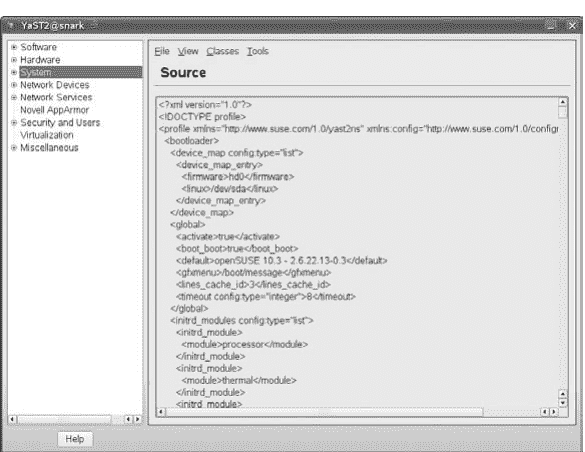 YaST2@snark
Software
Hardware
System
Network Devices
Network Services
Novell AppArmor
Security and Users
Virtualization
Miscellaneous
File View Classes Tools
Source
<?xml version="1.0"?>
<!DOCTYPE profile>
<profile xmlns="http://www.suse.com/1.0/yast2ns" xmlns:config="http://www.suse.com/1.0/config
<bootloader>
<device_map config:type="list">
<device_map_entry>
<firmware>hd0</firmware>
<linux>/dev/sda</linux>
</device_map_entry>
</device_map>
<global>
<activate>true</activate>
<boot_boot>true</boot_boot>
<default>openSUSE 10.3 - 2.6.22.13-0.3</default>
<gfxmenu>/boot/message</gfxmenu>
<lines_cache_id>3</lines_cache_id>
<timeout config:type="integer">8</timeout>
</global>
<initrd_modules config:type="list">
<initrd_module>
<module>processor</module>
</initrd_module>
<initrd_module>
<module>thermal</module>
</initrd_module>
<initrd_module>
Help